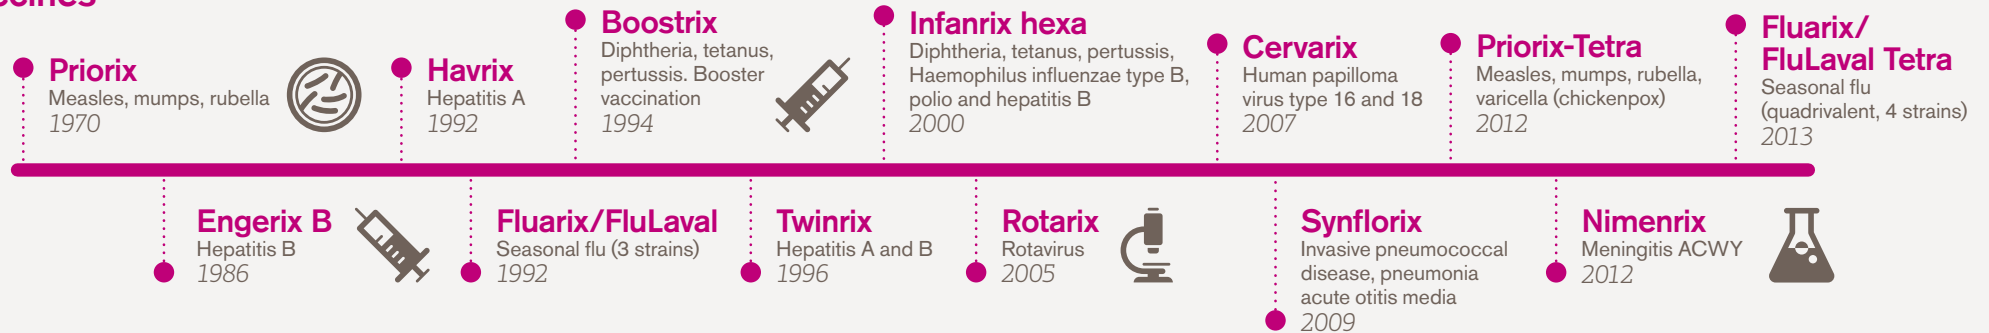 Priorix
Measles, mumps, rubella
1970
Engerix B
Hepatitis B
1986
Havrix
Hepatitis A
1992
Fluarix/FluLaval
Seasonal flu (3 strains)
1992
Boostrix
Diphtheria, tetanus,
pertussis. Booster
vaccination
1994
Twinrix
Hepatitis A and B
1996
Infanrix hexa
Diphtheria, tetanus, pertussis,
Haemophilus influenzae type B,
polio and hepatitis B
2000
Rotarix
Rotavirus
2005
Cervarix
Human papilloma
virus type 16 and 18
2007
Synflorix
Invasive pneumococcal
disease, pneumonia
acute otitis media
2009
Priorix-Tetra
Measles, mumps, rubella,
varicella (chickenpox)
2012
Nimenrix
Meningitis ACWY
2012
Fluarix/
FluLaval Tetra
Seasonal flu
(quadrivalent, 4 strains)
2013